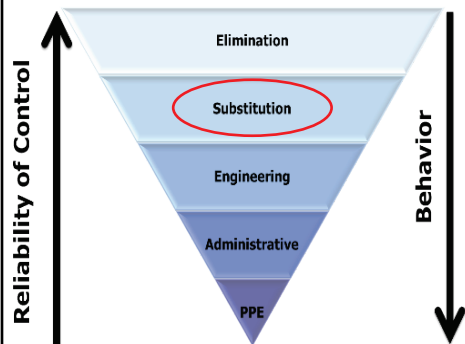 Reliability of Control
Elimination
Substitution
Engineering
Administrative
PPE
Behavior